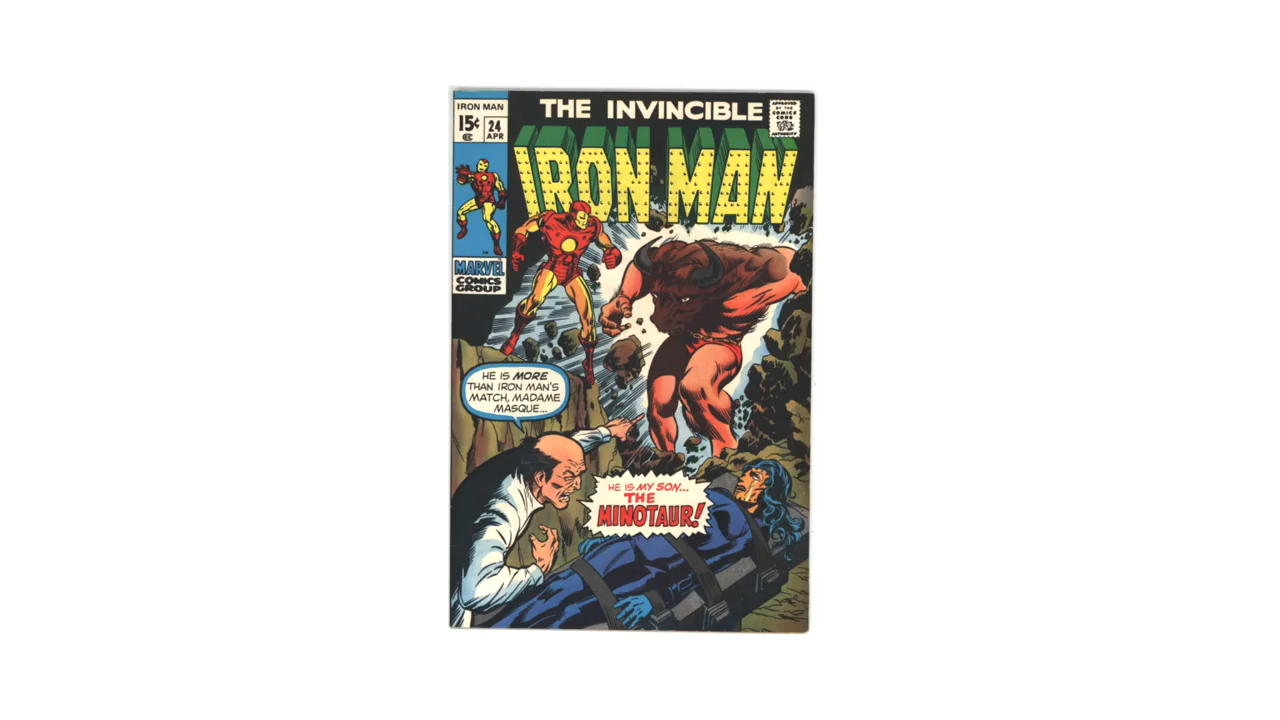 IRON MAN
15¢
24
APR
THE INVINCIBLE
APPROVED
BY THE
COMICS
CODE
AUTHORITY
IRON MAN
MARVEL
COMICS
GROUP
HE IS MORE
THAN IRON MAN'S
MATCH, MADAME
MASQUE...
HE IS MY SON...
THE
MINOTAUR!